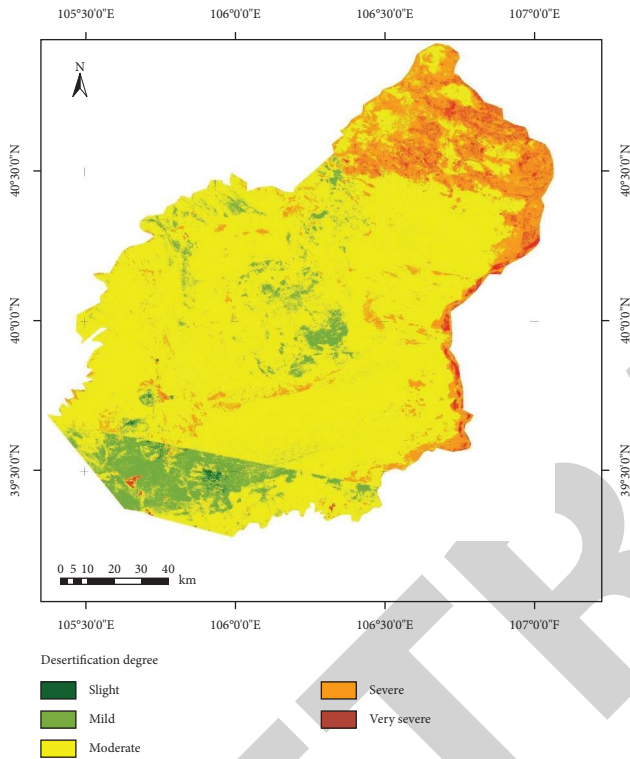 105°30'0"E 106°0'0"E 106°30'0"E 107°0'0"E
N
40°30'0"N 40°30'0"N
40°0'0"N 40°0'0"N
39°30'0"N 39°30'0"N
0 5 10 20 30 40
km
105°30'0"E 106°0'0"E 106°30'0"E 107°0'0"E
Desertification degree
Slight Severe
Mild Very severe
Moderate